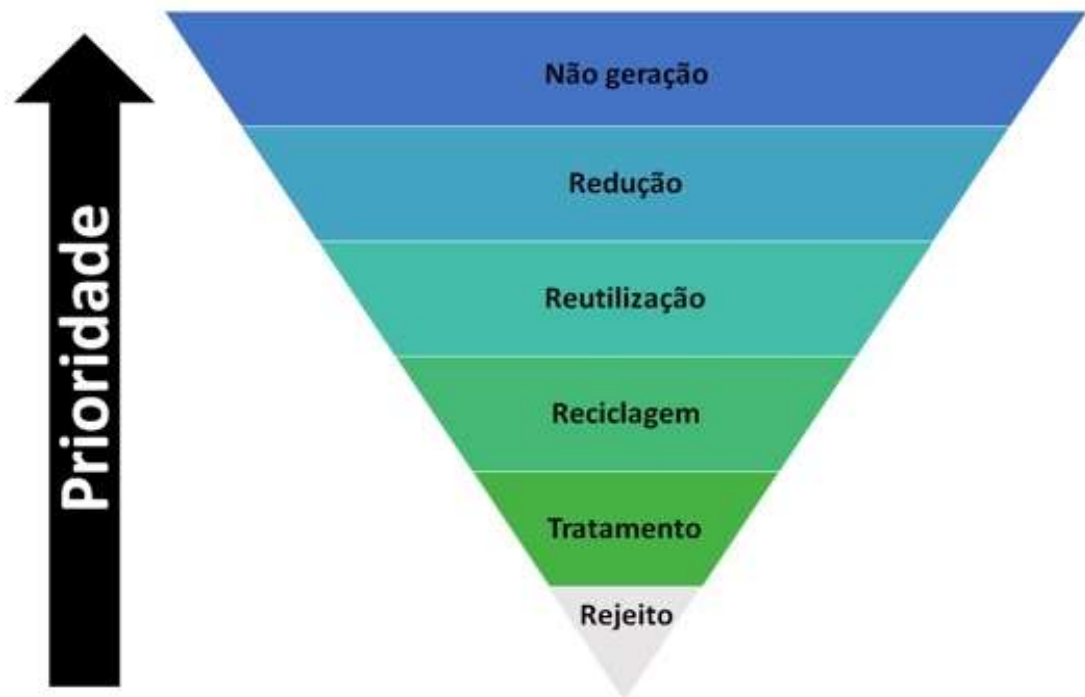 Prioridade
Não geração
Redução
Reutilização
Reciclagem
Tratamento
Rejeito